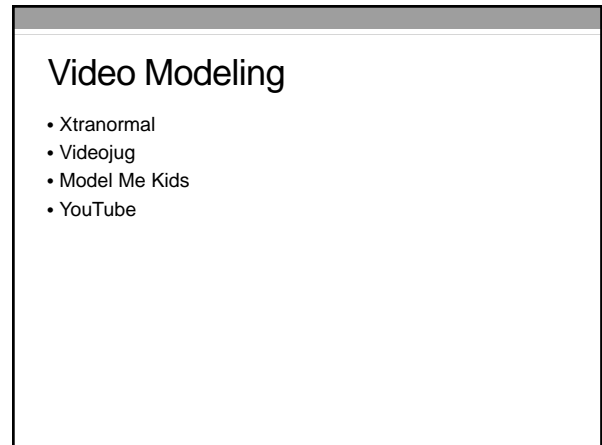 Video Modeling
• Xtranormal
• Videojug
• Model Me Kids
• YouTube